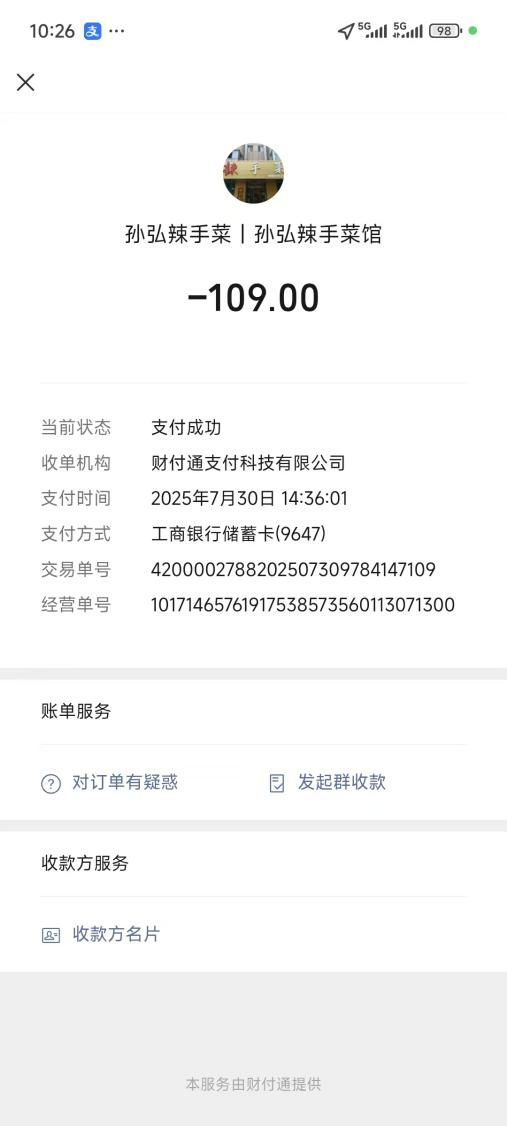 10:26 支 ...
5G 5G 98
辣 手 菜
孙弘辣手菜丨孙弘辣手菜馆
-109.00
当前状态 支付成功
收单机构 财付通支付科技有限公司
支付时间 2025年7月30日 14:36:01
支付方式 工商银行储蓄卡(9647)
交易单号 4200002788202507309784147109
经营单号 101714657619175385735601130713​00
账单服务
对订单有疑惑 发起群收款
收款方服务
收款方名片
本服务由财付通提供